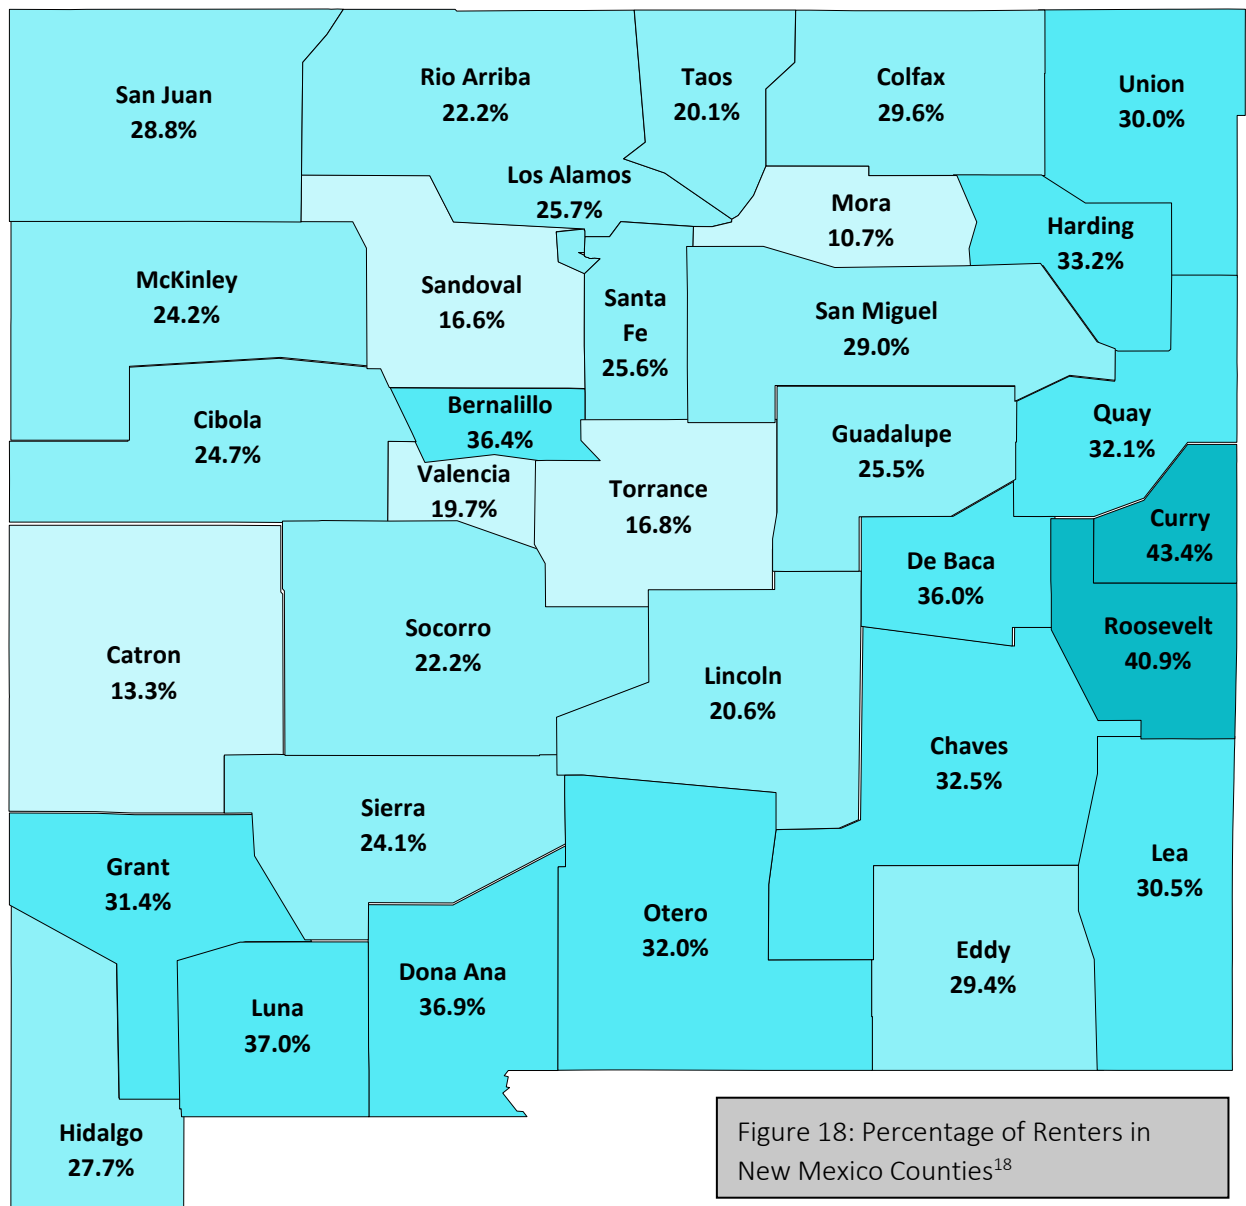 San Juan
28.8%
Rio Arriba
22.2%
Taos
20.1%
Colfax
29.6%
Union
30.0%
Los Alamos
25.7%
Mora
10.7%
Harding
33.2%
McKinley
24.2%
Sandoval
16.6%
Santa
Fe
25.6%
San Miguel
29.0%
Cibola
24.7%
Bernalillo
36.4%
Guadalupe
25.5%
Quay
32.1%
Valencia
19.7%
Torrance
16.8%
Curry
43.4%
De Baca
36.0%
Roosevelt
40.9%
Catron
13.3%
Socorro
22.2%
Lincoln
20.6%
Chaves
32.5%
Sierra
24.1%
Grant
31.4%
Lea
30.5%
Otero
32.0%
Eddy
29.4%
Dona Ana
36.9%
Luna
37.0%
Hidalgo
27.7%
Figure 18: Percentage of Renters in
New Mexico Counties18